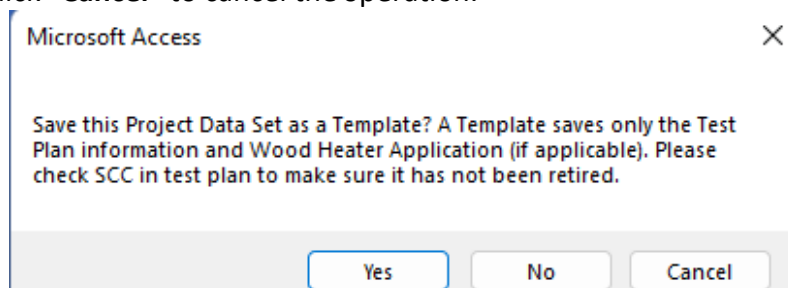 "Cancel" to cancel the operation.
Microsoft Access
Save this Project Data Set as a Template? A Template saves only the Test
Plan information and Wood Heater Application (if applicable). Please
check SCC in test plan to make sure it has not been retired.
Yes No Cancel